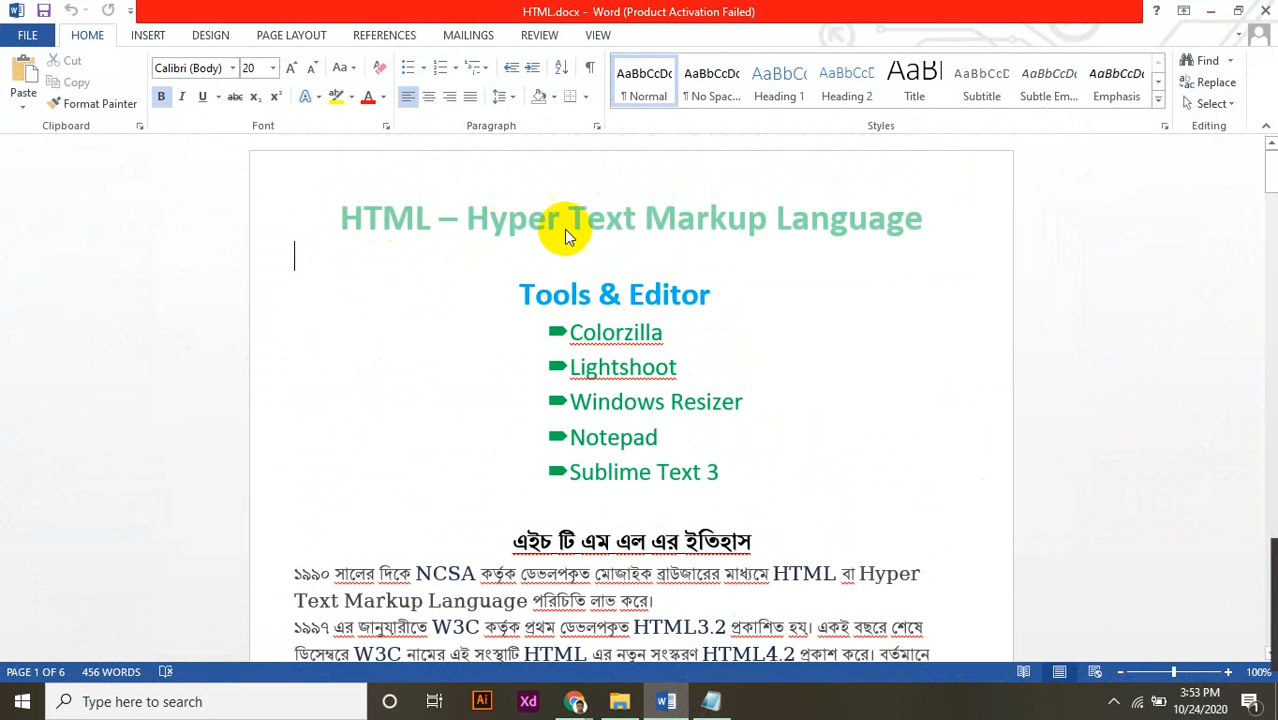 HTML.docx - Word (Product Activation Failed)
FILE HOME INSERT DESIGN PAGE LAYOUT REFERENCES MAILINGS REVIEW VIEW
Paste
Cut
Copy
Format Painter
Clipboard
Calibri (Body) 20
Font
Paragraph
AaBbCcDc AaBbCcDc AaBbCc AaBbCcD AaBl AaBbCcD AaBbCcDc AaBbCcDc
¶ Normal ¶ No Spac... Heading 1 Heading 2 Title Subtitle Subtle Em... Emphasis
Styles
Find
Replace
Select
Editing
HTML – Hyper Text Markup Language
Tools & Editor
Colorzilla
Lightshoot
Windows Resizer
Notepad
Sublime Text 3
এইচ টি এম এল এর ইতিহাস
১৯৯০ সালের দিকে NCSA কর্তৃক ডেভলপকৃত মোজাইক ব্রাউজারের মাধ্যমে HTML বা Hyper
Text Markup Language পরিচিতি লাভ করে।
১৯৯৭ এর জানুযা়রীতে W3C কর্তৃক প্রথম ডেভলপকৃত HTML3.2 প্রকাশিত হয়। একই বছরে শেষে
ডিসেম্বরে W3C নামের এই সংস্থাটি HTML এর নতুন সংস্করণ HTML4.2 প্রকাশ করে। বর্তমানে
PAGE 1 OF 6 456 WORDS 100%
Type here to search
3:53 PM
10/24/2020